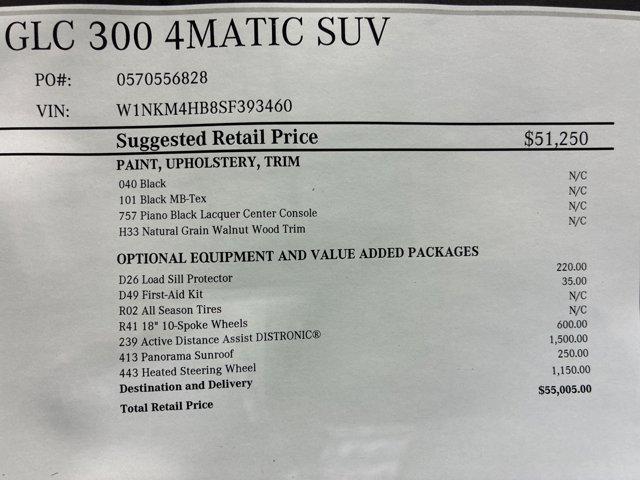 GLC 300 4MATIC SUV
PO#: 0570556828
VIN: W1NKM4HB8SF393460
Suggested Retail Price $51,250
PAINT, UPHOLSTERY, TRIM
040 Black N/C
101 Black MB-Tex N/C
757 Piano Black Lacquer Center Console N/C
H33 Natural Grain Walnut Wood Trim N/C
OPTIONAL EQUIPMENT AND VALUE ADDED PACKAGES
D26 Load Sill Protector 220.00
D49 First-Aid Kit 35.00
R02 All Season Tires N/C
R41 18" 10-Spoke Wheels N/C
239 Active Distance Assist DISTRONIC® 600.00
413 Panorama Sunroof 1,500.00
443 Heated Steering Wheel 250.00
Destination and Delivery 1,150.00
Total Retail Price $55,005.00